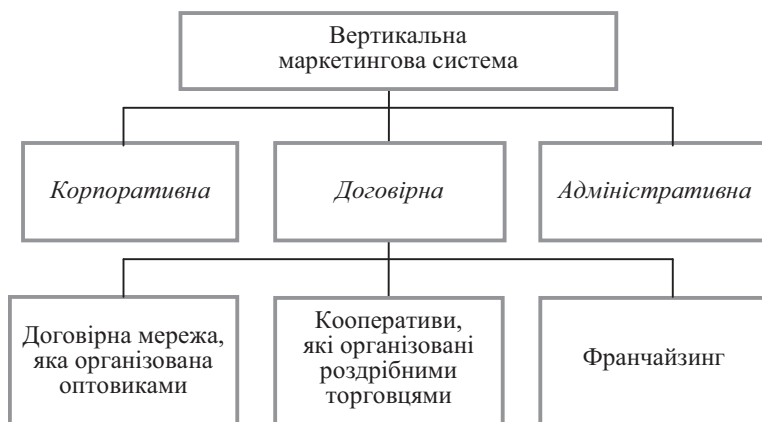 Вертикальна
маркетингова система
Корпоративна
Договірна
Адміністративна
Договірна мережа,
яка організована
оптовиками
Кооперативи,
які організовані
роздрібними
торговцями
Франчайзинг